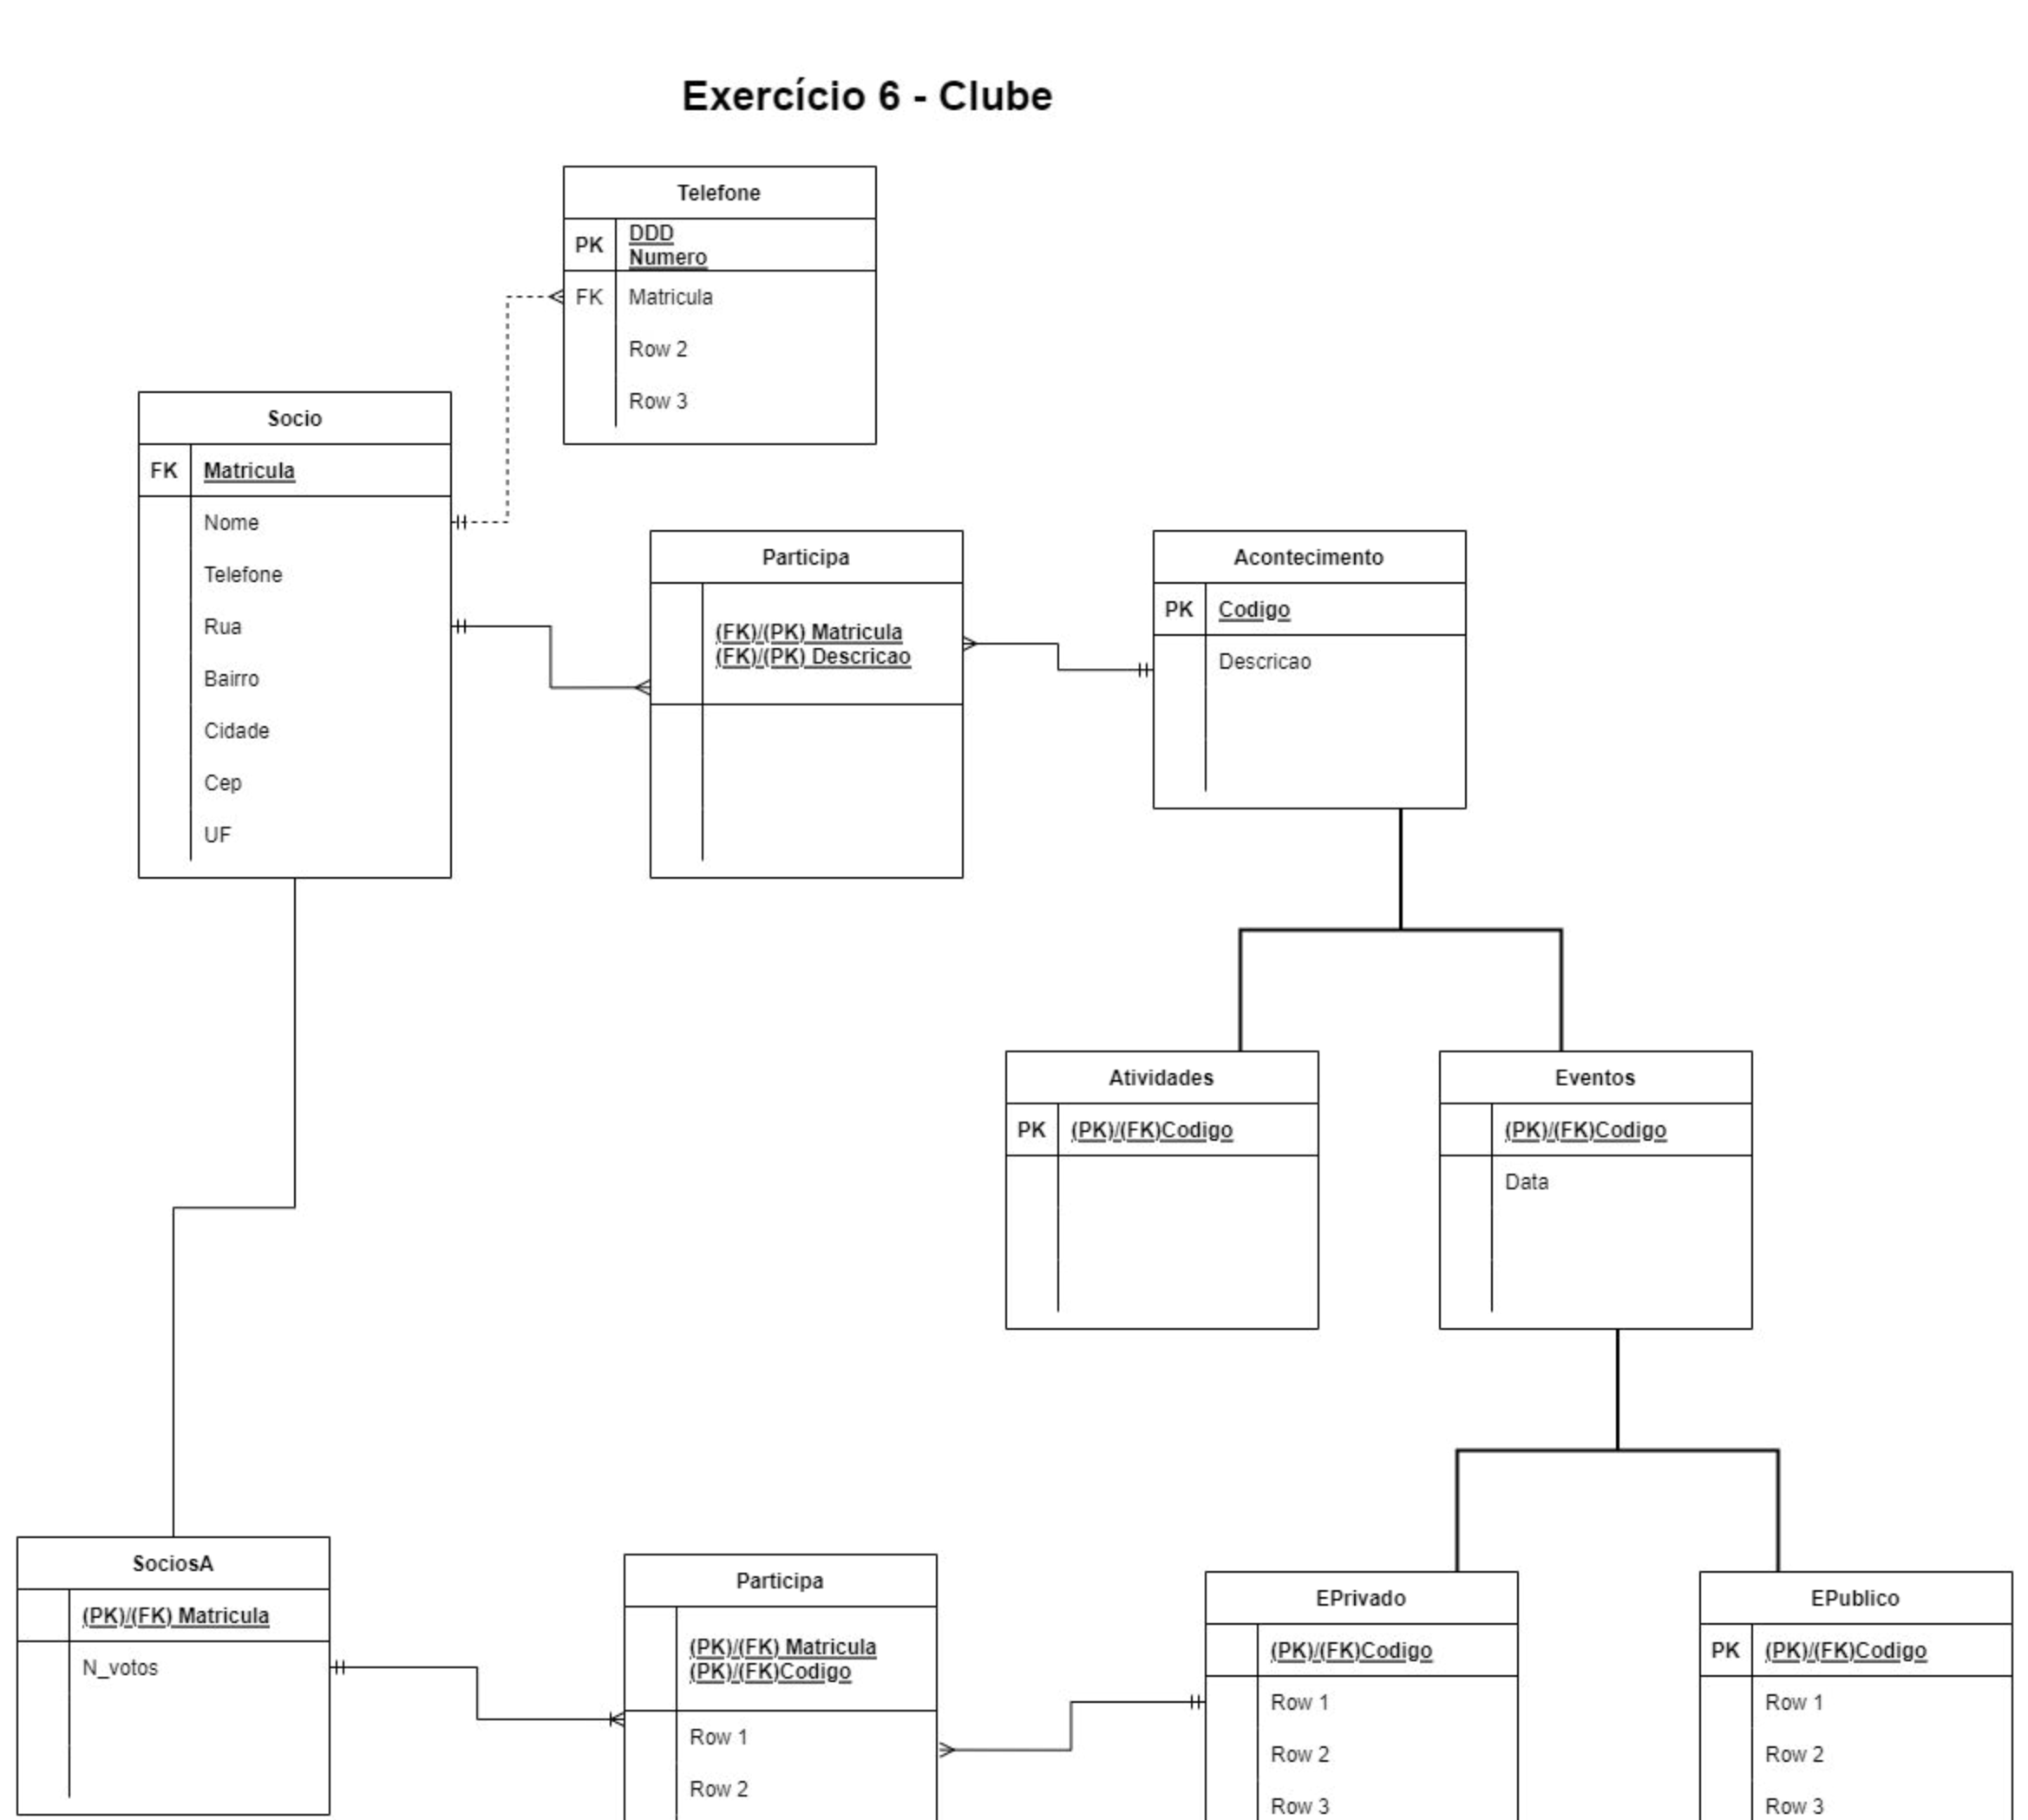 Exercício 6 - Clube
Telefone
PK
DDD
Numero
FK Matricula
Row 2
Row 3
Socio
FK Matricula
Nome
Telefone
Rua
Bairro
Cidade
Cep
UF
Participa
(FK)/(PK) Matricula
(FK)/(PK) Descricao
Acontecimento
PK Codigo
Descricao
Atividades
PK (PK)/(FK)Codigo
Eventos
(PK)/(FK)Codigo
Data
SociosA
(PK)/(FK) Matricula
N_votos
Participa
(PK)/(FK) Matricula
(PK)/(FK)Codigo
Row 1
Row 2
EPrivado
(PK)/(FK)Codigo
Row 1
Row 2
Row 3
EPublico
PK (PK)/(FK)Codigo
Row 1
Row 2
Row 3